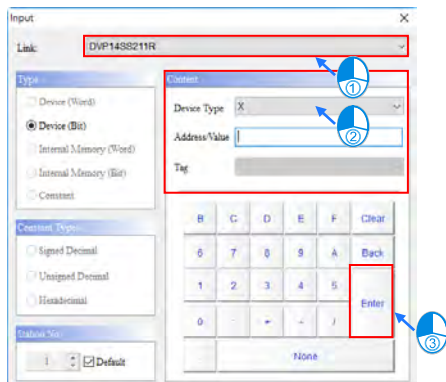 Input
Link: DVP14SS211R
①
Type
Device (Word)
Device (Bit)
Internal Memory (Word)
Internal Memory (Bit)
Constant
Content
Device Type X
②
Address/Value
Tag
Constant Type
Signed Decimal
Unsigned Decimal
Hexadecimal
Station No.
1 Default
B C D E F Clear
6 7 8 9 A Back
1 2 3 4 5 Enter
0 /
None
③